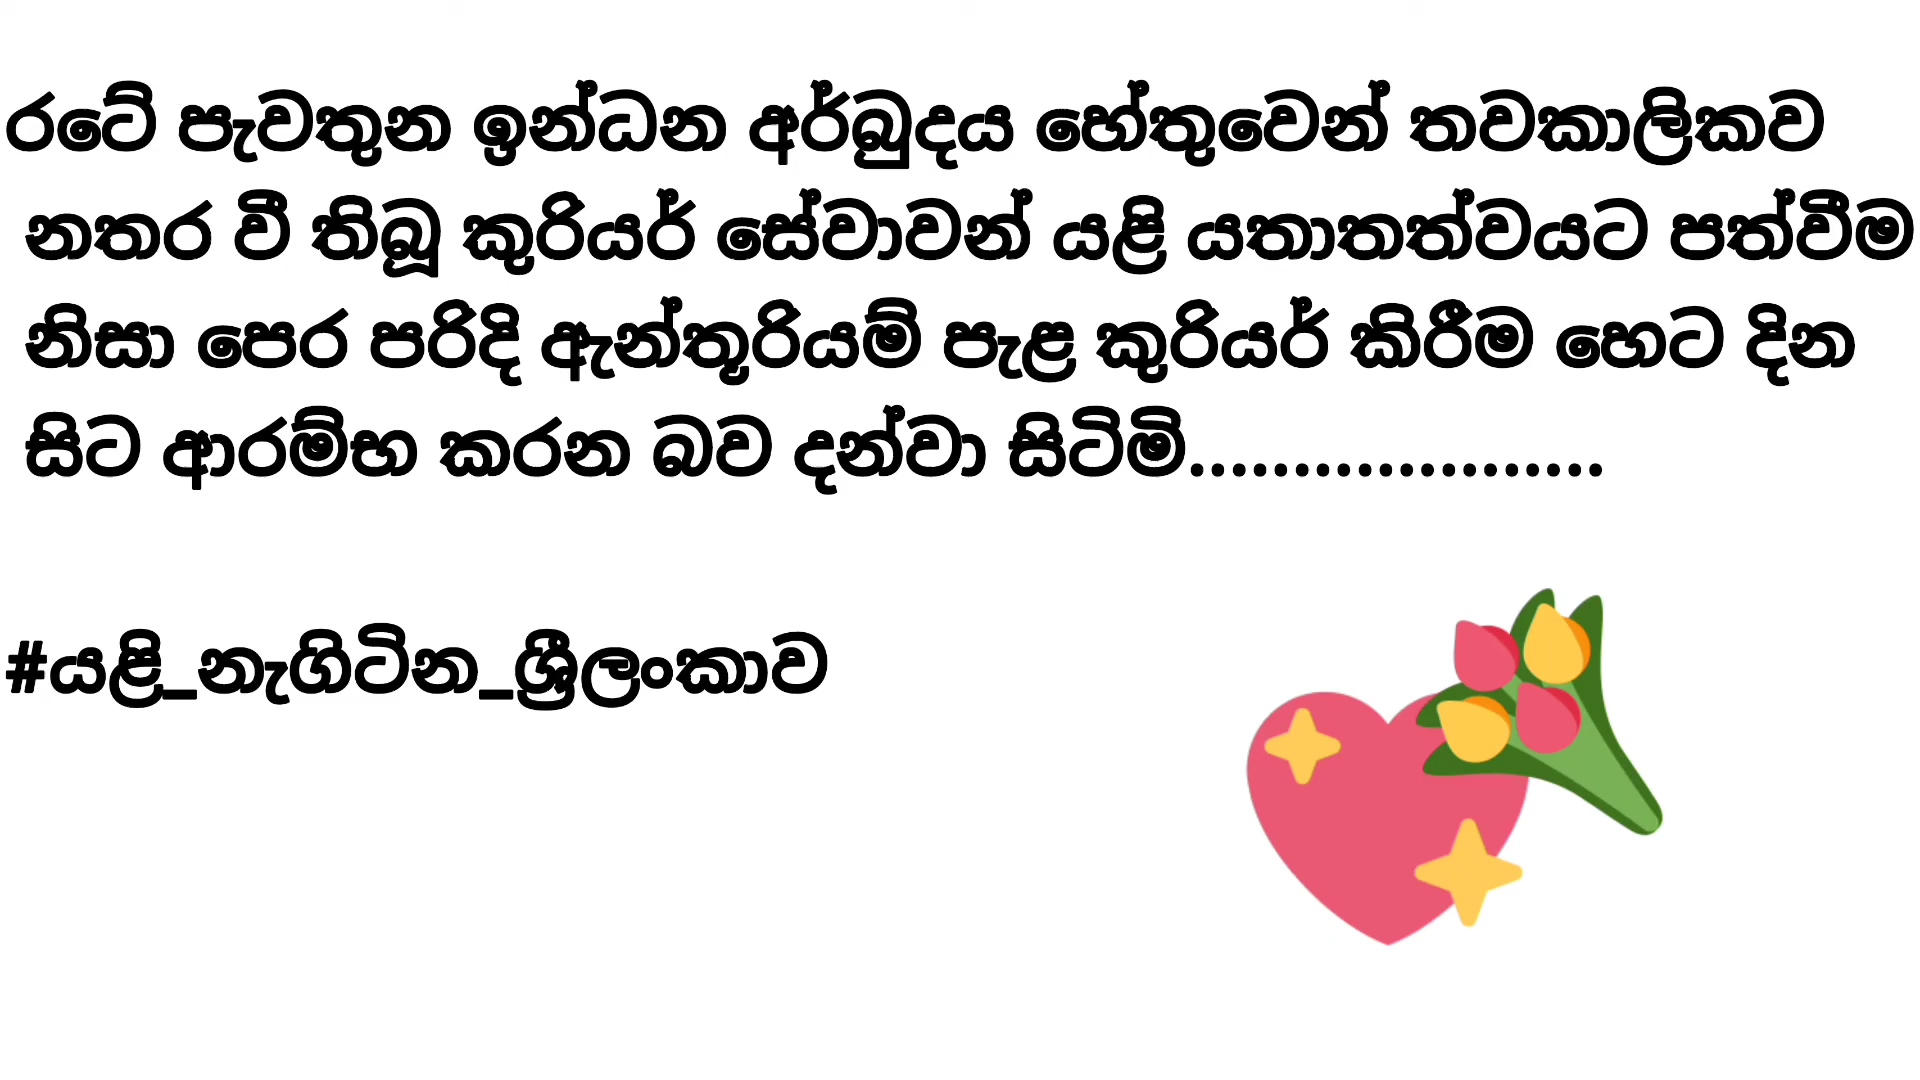 රටේ පැවතුන ඉන්ධන අර්බුදය හේතුවෙන් තවකාලිකව
නතර වී තිබූ කුරියර් සේවාවන් යළි යතාතත්වයට පත්වීම
නිසා පෙර පරිදි ඇන්තූරියම් පැළ කුරියර් කිරීම හෙට දින
සිට ආරම්භ කරන බව දන්වා සිටිමි....................
#යළි_නැගිටින_ශ්‍රීලංකාව